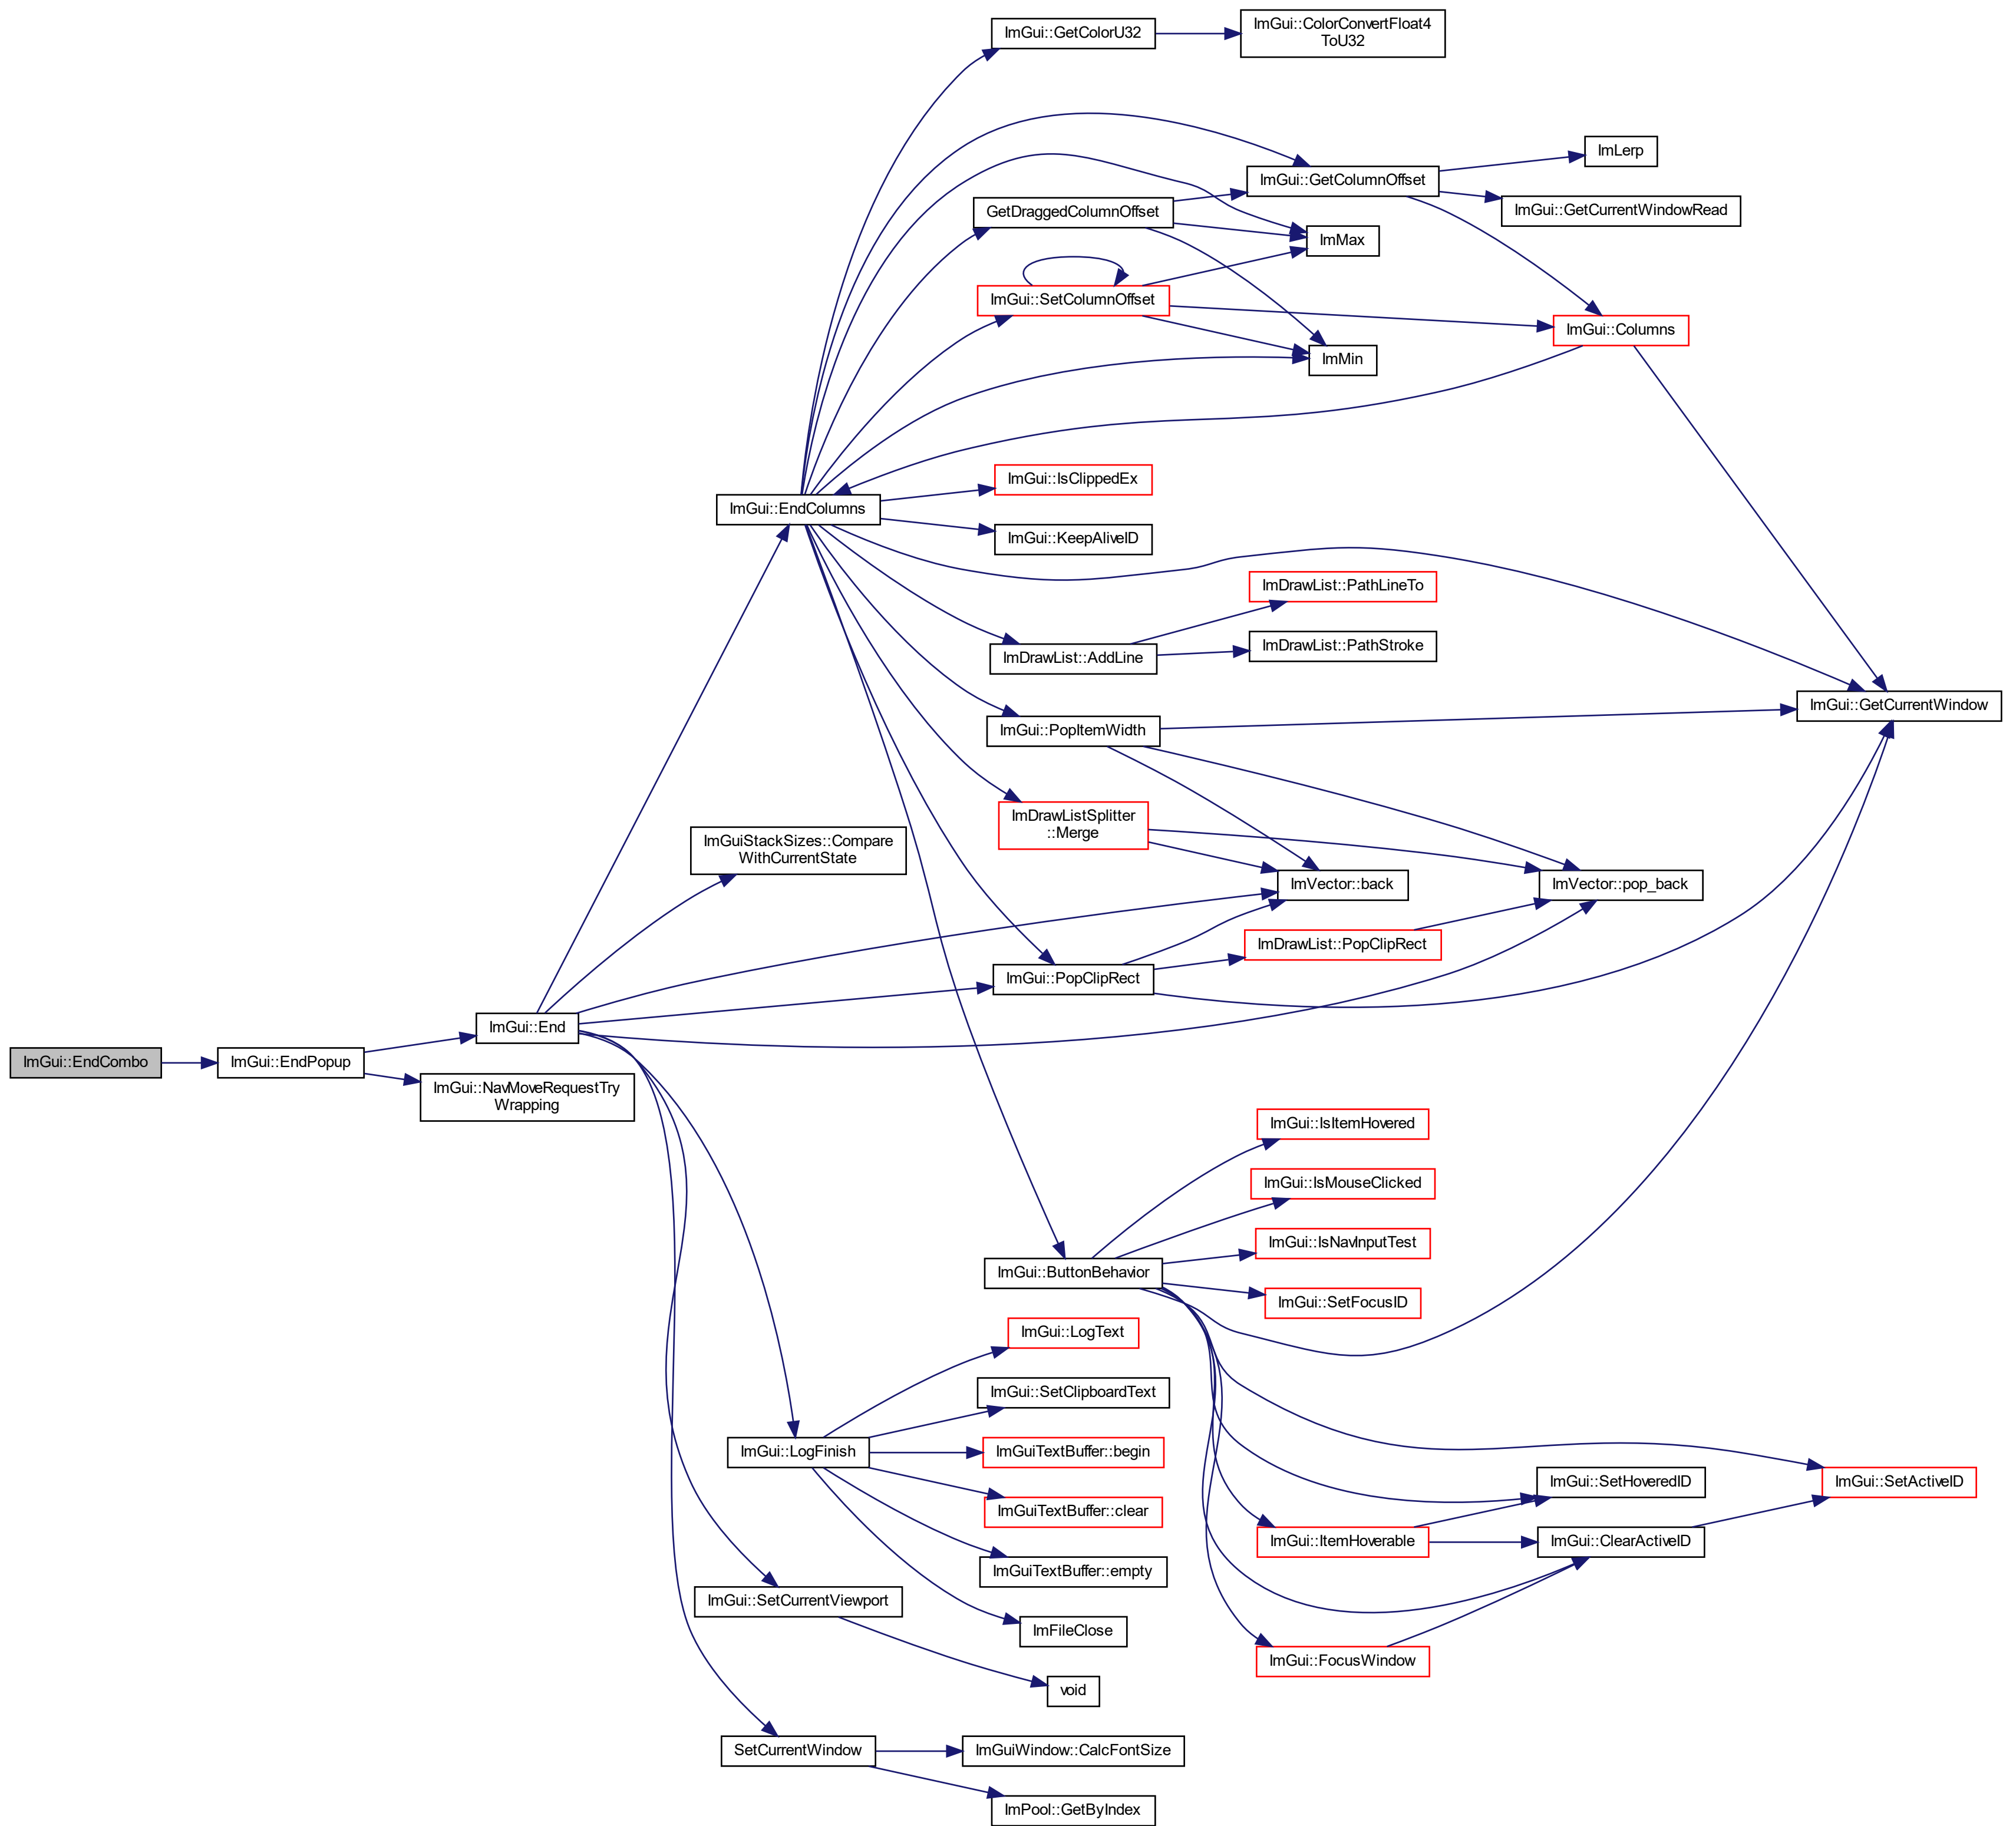 ImGui::GetColorU32
ImGui::ColorConvertFloat4
ToU32
ImLerp
ImGui::GetColumnOffset
ImGui::GetCurrentWindowRead
GetDraggedColumnOffset
ImMax
ImGui::SetColumnOffset
ImGui::Columns
ImMin
ImGui::IsClippedEx
ImGui::EndColumns
ImGui::KeepAliveID
ImDrawList::PathLineTo
ImDrawList::PathStroke
ImDrawList::AddLine
ImGui::GetCurrentWindow
ImGui::PopItemWidth
ImDrawListSplitter
::Merge
ImGuiStackSizes::Compare
WithCurrentState
ImVector::back
ImVector::pop_back
ImDrawList::PopClipRect
ImGui::PopClipRect
ImGui::End
ImGui::EndCombo
ImGui::EndPopup
ImGui::NavMoveRequestTry
Wrapping
ImGui::IsItemHovered
ImGui::IsMouseClicked
ImGui::IsNavInputTest
ImGui::ButtonBehavior
ImGui::SetFocusID
ImGui::LogText
ImGui::SetClipboardText
ImGui::LogFinish
ImGuiTextBuffer::begin
ImGui::SetHoveredID
ImGui::SetActiveID
ImGuiTextBuffer::clear
ImGui::ItemHoverable
ImGui::ClearActiveID
ImGuiTextBuffer::empty
ImGui::SetCurrentViewport
ImFileClose
ImGui::FocusWindow
void
SetCurrentWindow
ImGuiWindow::CalcFontSize
ImPool::GetByIndex